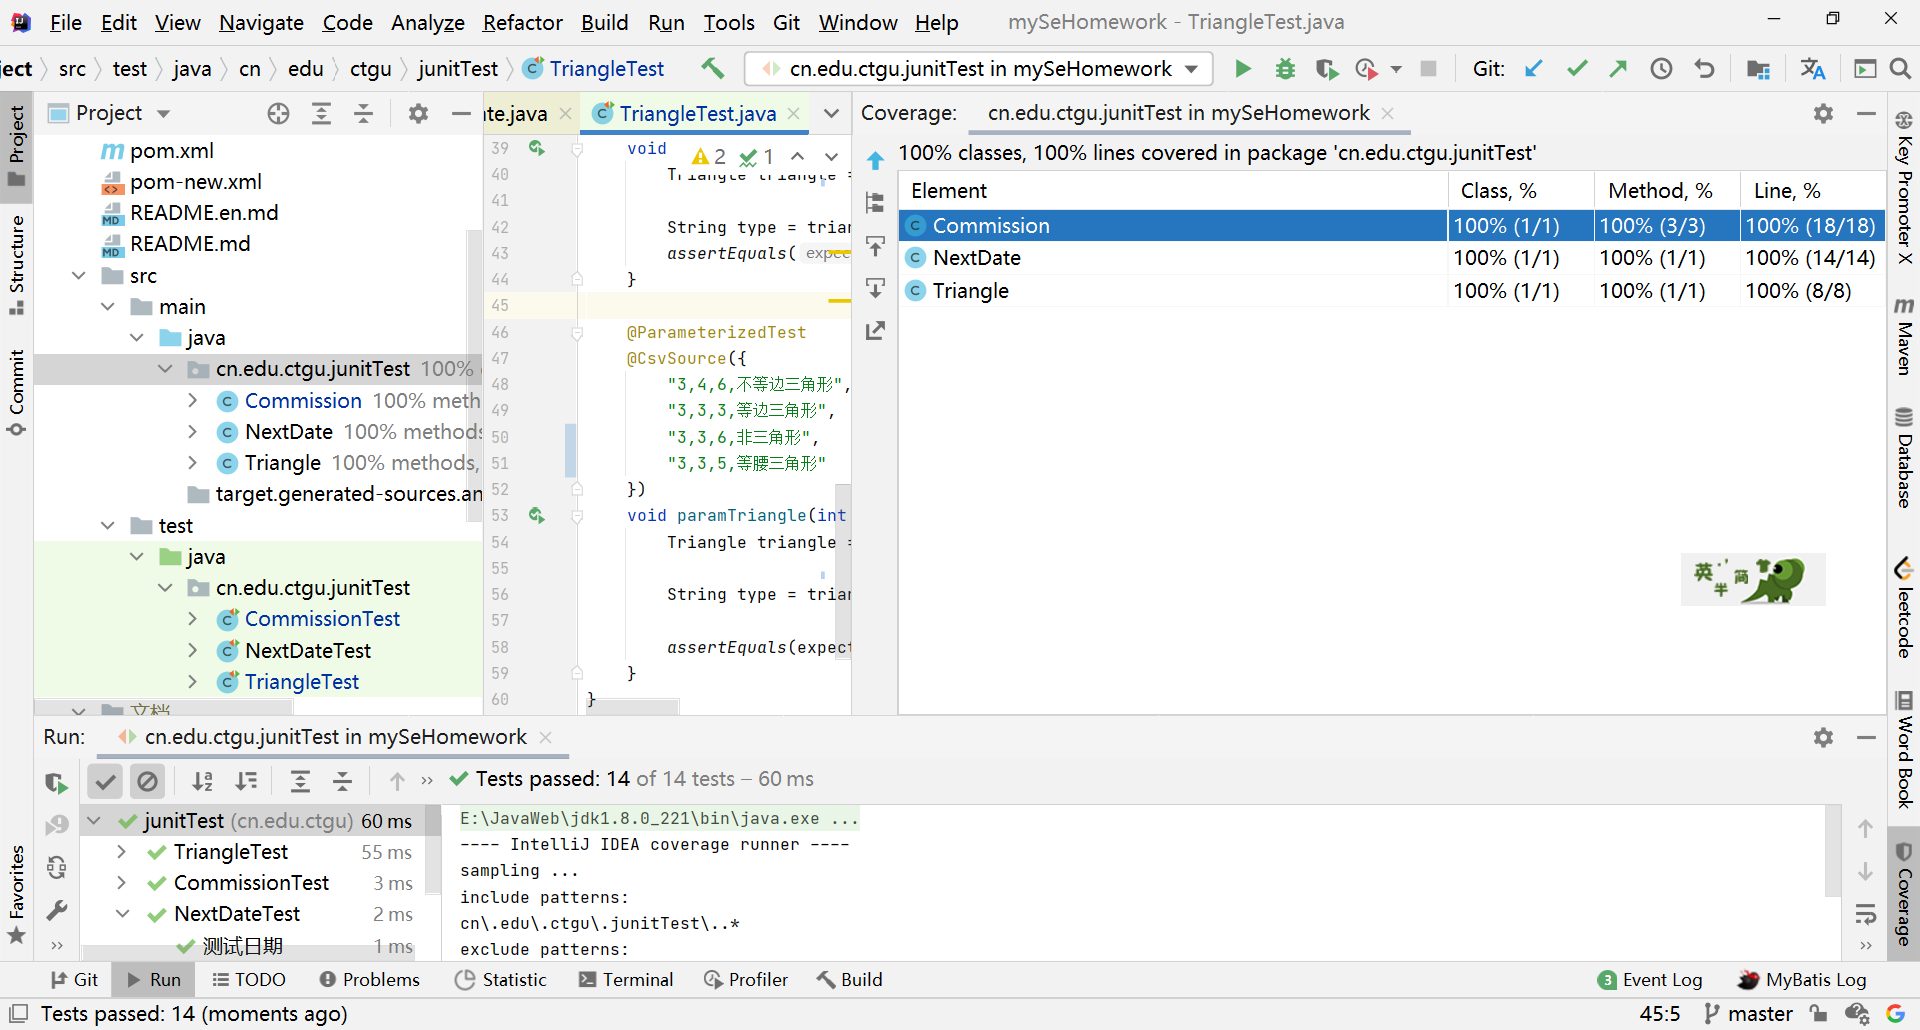 File Edit View Navigate Code Analyze Refactor Build Run Tools Git Window Help mySeHomework - TriangleTest.java
ject src test java cn edu ctgu junitTest TriangleTest cn.edu.ctgu.junitTest in mySeHomework Git:
Project
Structure
Commit
Favorites
Project
pom.xml
pom-new.xml
README.en.md
README.md
src
main
java
cn.edu.ctgu.junitTest 100%
Commission 100% meth
NextDate 100% methods
Triangle 100% methods,
target.generated-sources.an
test
java
cn.edu.ctgu.junitTest
CommissionTest
NextDateTest
TriangleTest
文档
ate.java TriangleTest.java
2 1
39 void
40 Triangle triangle =
41
42 String type = trian
43 assertEquals( expec
44 }
45
46 @ParameterizedTest
47 @CsvSource({
48 "3,4,6,不等边三角形",
49 "3,3,3,等边三角形",
50 "3,3,6,非三角形",
51 "3,3,5,等腰三角形"
52 })
53 void paramTriangle(int
54 Triangle triangle =
55
56 String type = trian
57
58 assertEquals(expect
59 }
60 }
Coverage: cn.edu.ctgu.junitTest in mySeHomework
100% classes, 100% lines covered in package 'cn.edu.ctgu.junitTest'
Element Class, % Method, % Line, %
Commission 100% (1/1) 100% (3/3) 100% (18/18)
NextDate 100% (1/1) 100% (1/1) 100% (14/14)
Triangle 100% (1/1) 100% (1/1) 100% (8/8)
英 简
半
Key Promoter X
Maven
Database
leetcode
Word Book
Coverage
Run: cn.edu.ctgu.junitTest in mySeHomework
Tests passed: 14 of 14 tests – 60 ms
junitTest (cn.edu.ctgu) 60 ms
TriangleTest 55 ms
CommissionTest 3 ms
NextDateTest 2 ms
测试日期 1 ms
E:\JavaWeb\jdk1.8.0_221\bin\java.exe ...
---- IntelliJ IDEA coverage runner ----
sampling ...
include patterns:
cn\.edu\.ctgu\.junitTest\..*
exclude patterns:
Git Run TODO Problems Statistic Terminal Profiler Build 3 Event Log MyBatis Log
Tests passed: 14 (moments ago) 45:5 master